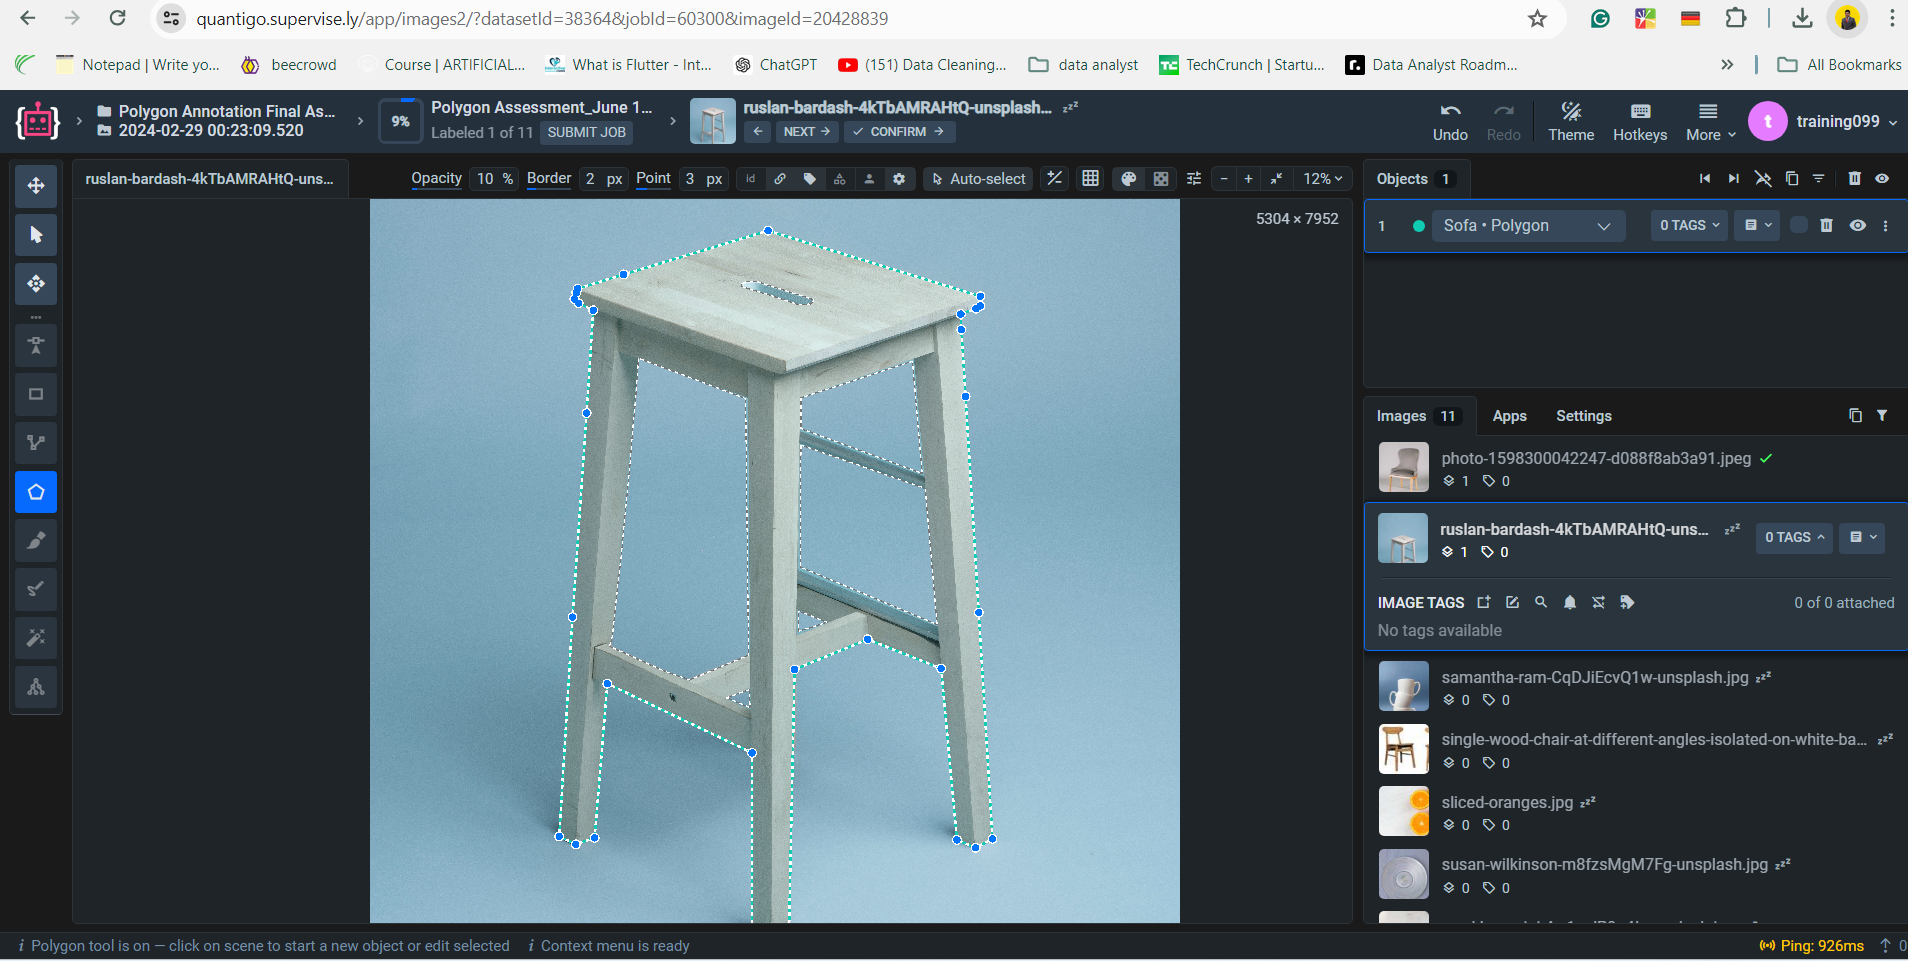 quantigo.supervise.ly/app/images2/?datasetId=38364&jobId=60300&imageId=20428839
Notepad | Write yo...
beecrowd
Course | ARTIFICIAL...
What is Flutter - Int...
ChatGPT
(151) Data Cleaning...
data analyst
TechCrunch | Startu...
Data Analyst Roadm...
All Bookmarks
Polygon Annotation Final As...
2024-02-29 00:23:09.520
9%
Polygon Assessment_June 1...
Labeled 1 of 11 SUBMIT JOB
ruslan-bardash-4kTbAMRAHtQ-unsplash... zzz
NEXT CONFIRM
Undo Redo Theme Hotkeys More
t training099
ruslan-bardash-4kTbAMRAHtQ-uns...
Opacity 10 % Border 2 px Point 3 px Id Auto-select 12%
5304 × 7952
Objects 1
1 Sofa • Polygon 0 TAGS
Images 11 Apps Settings
photo-1598300042247-d088f8ab3a91.jpeg
1 0
ruslan-bardash-4kTbAMRAHtQ-uns... zzz 0 TAGS
1 0
IMAGE TAGS 0 of 0 attached
No tags available
samantha-ram-CqDJiEcvQ1w-unsplash.jpg zzz
0 0
single-wood-chair-at-different-angles-isolated-on-white-ba... zzz
0 0
sliced-oranges.jpg zzz
0 0
susan-wilkinson-m8fzsMgM7Fg-unsplash.jpg zzz
0 0
Polygon tool is on — click on scene to start a new object or edit selected
Context menu is ready
Ping: 926ms
0